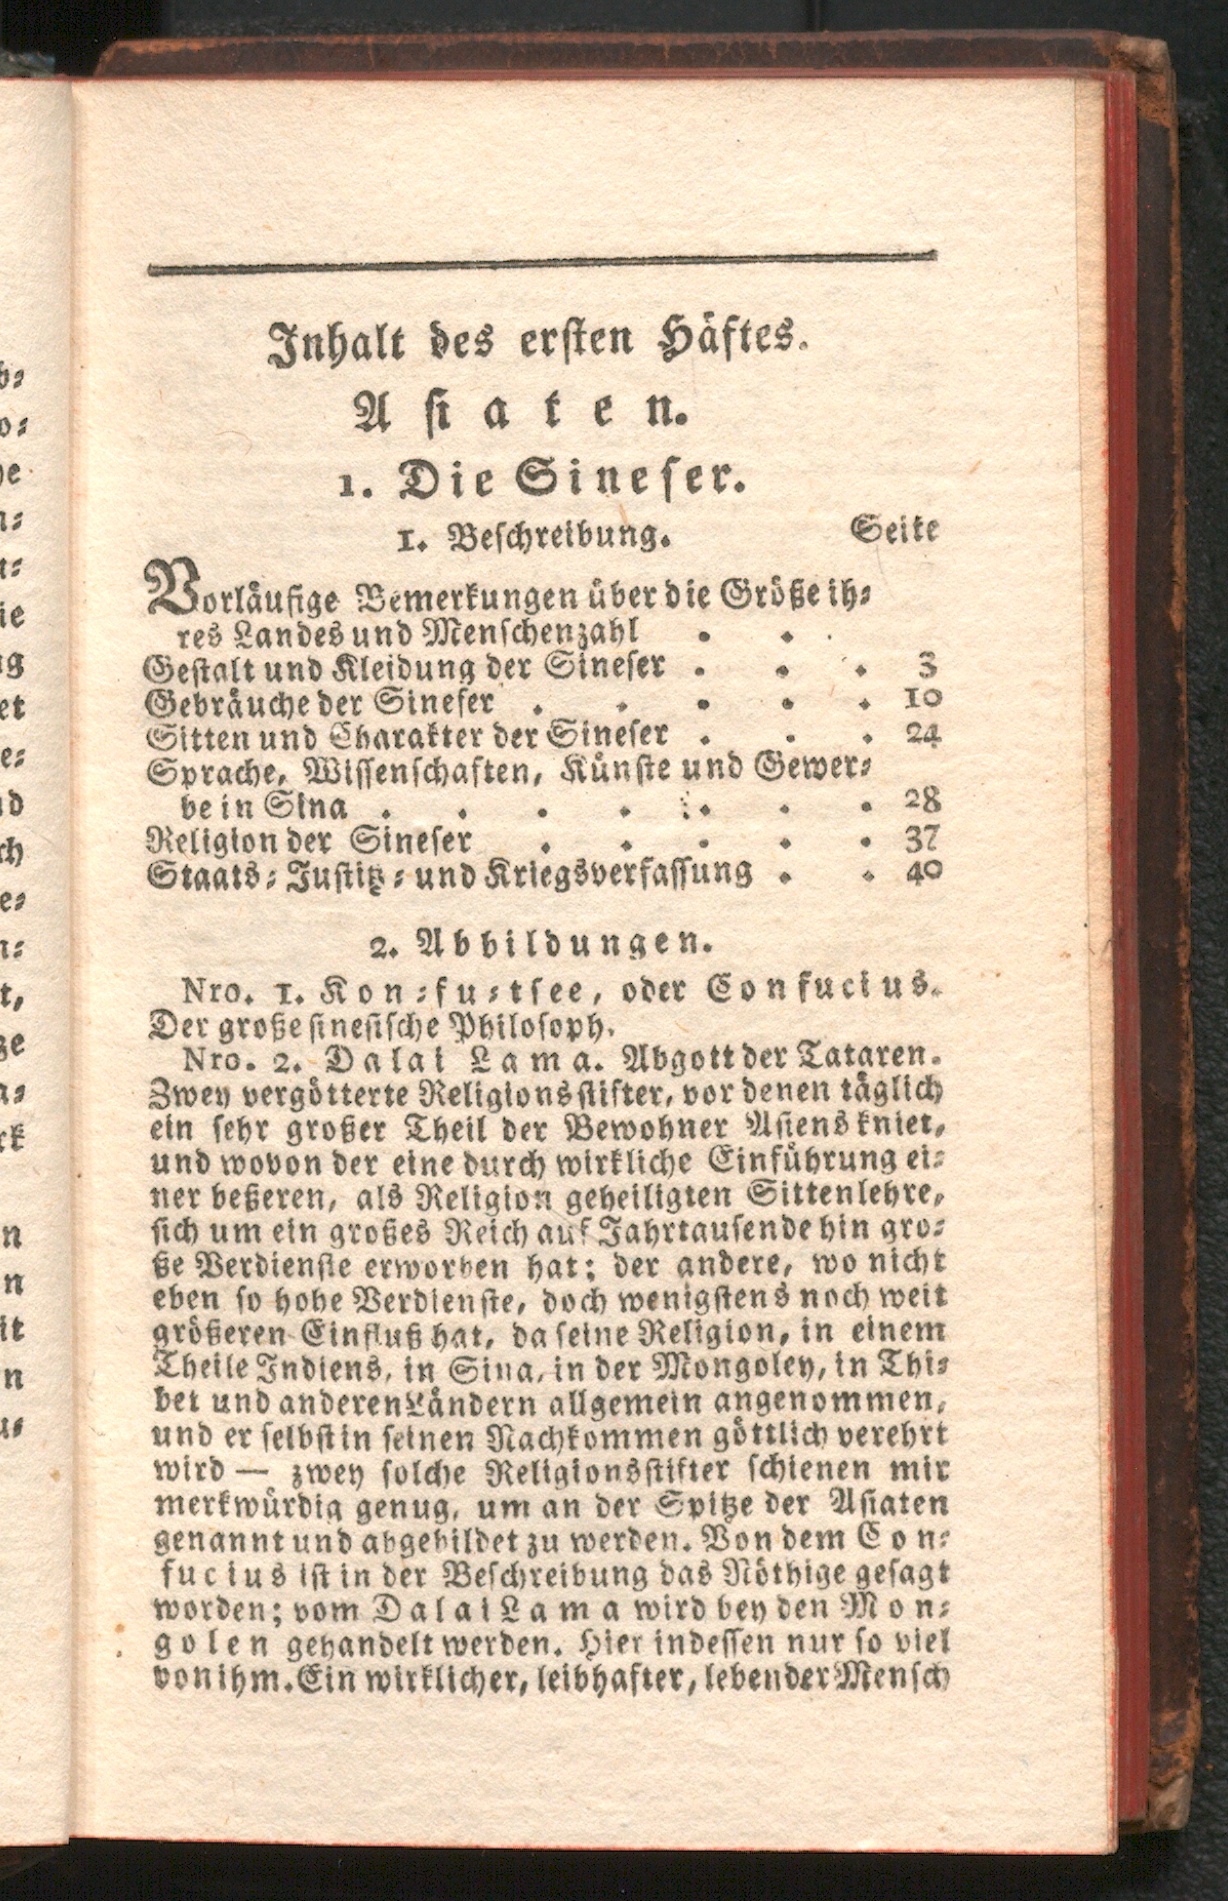 Inhalt des ersten Häftes.
Asiaten.
1. Die Sineser.
1. Beschreibung. Seite
Vorläufige Bemerkungen über die Größe ih-
res Landes und Menschenzahl . .
Gestalt und Kleidung der Sineser . . . 3
Gebräuche der Sineser . . . . . 10
Sitten und Charakter der Sineser . . . 24
Sprache, Wissenschaften, Künste und Gewer-
be in Sina . . . . . . . 28
Religion der Sineser . . . . . 37
Staats- Justitz- und Kriegsverfassung . . 40
2. Abbildungen.
Nro. 1. Kon-fu-tsee, oder Confucius.
Der große sinesische Philosoph.
Nro. 2. Dalai Lama. Abgott der Tataren.
Zwey vergötterte Religionsstifter, vor denen täglich
ein sehr großer Theil der Bewohner Asiens kniet,
und wovon der eine durch wirkliche Einführung ei-
ner beßeren, als Religion geheiligten Sittenlehre,
sich um ein großes Reich auf Jahrtausende hin gro-
ße Verdienste erworben hat; der andere, wo nicht
eben so hohe Verdienste, doch wenigstens noch weit
größeren Einfluß hat, da seine Religion, in einem
Theile Indiens, in Sina, in der Mongoley, in Thi-
bet und anderen Ländern allgemein angenommen,
und er selbst in seinen Nachkommen göttlich verehrt
wird — zwey solche Religionsstifter schienen mir
merkwürdig genug, um an der Spitze der Asiaten
genannt und abgebildet zu werden. Von dem Con-
fucius ist in der Beschreibung das Nöthige gesagt
worden; vom Dalai Lama wird bey den Mon-
golen gehandelt werden. Hier indessen nur so viel
von ihm. Ein wirklicher, leibhafter, lebender Mensch